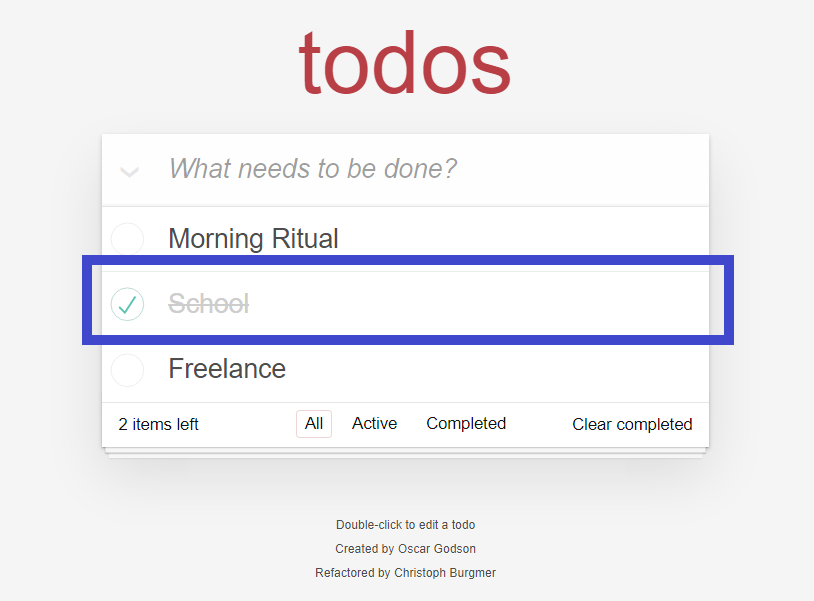 todos
What needs to be done?
Morning Ritual
School
Freelance
2 items left All Active Completed Clear completed
Double-click to edit a todo
Created by Oscar Godson
Refactored by Christoph Burgmer